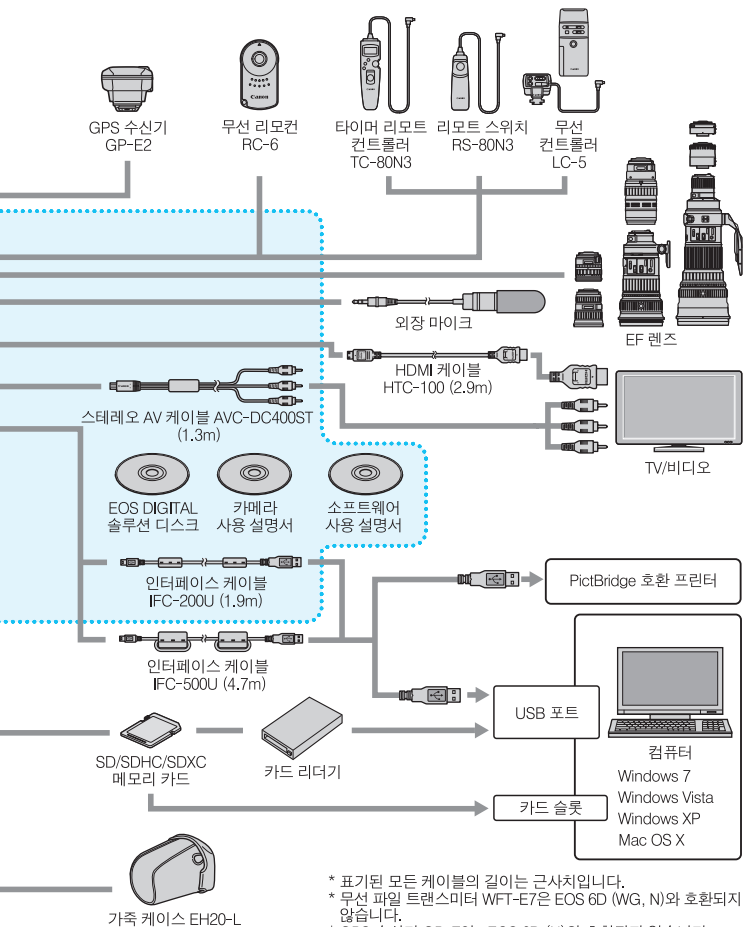 GPS 수신기
GP-E2
Canon
무선 리모컨
RC-6
타이머 리모트
컨트롤러
TC-80N3
리모트 스위치
RS-80N3
무선
컨트롤러
LC-5
EF 렌즈
외장 마이크
HDMI 케이블
HTC-100 (2.9m)
스테레오 AV 케이블 AVC-DC400ST
(1.3m)
TV/비디오
EOS DIGITAL
솔루션 디스크
카메라
사용 설명서
소프트웨어
사용 설명서
인터페이스 케이블
IFC-200U (1.9m)
PictBridge 호환 프린터
인터페이스 케이블
IFC-500U (4.7m)
USB 포트
SD/SDHC/SDXC
메모리 카드
카드 리더기
컴퓨터
Windows 7
Windows Vista
Windows XP
Mac OS X
카드 슬롯
가죽 케이스 EH20-L
* 표기된 모든 케이블의 길이는 근사치입니다.
* 무선 파일 트랜스미터 WFT-E7은 EOS 6D (WG, N)와 호환되지
않습니다.